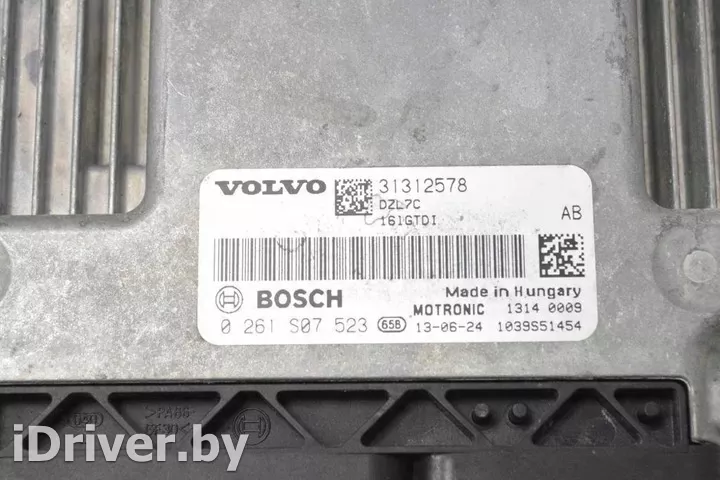 VOLVO 31312578
DZL7C
161GTDI AB
BOSCH Made in Hungary
MOTRONIC 1314 0009
0 261 S07 523 65B 13-06-24 1039S51454
iDriver.by